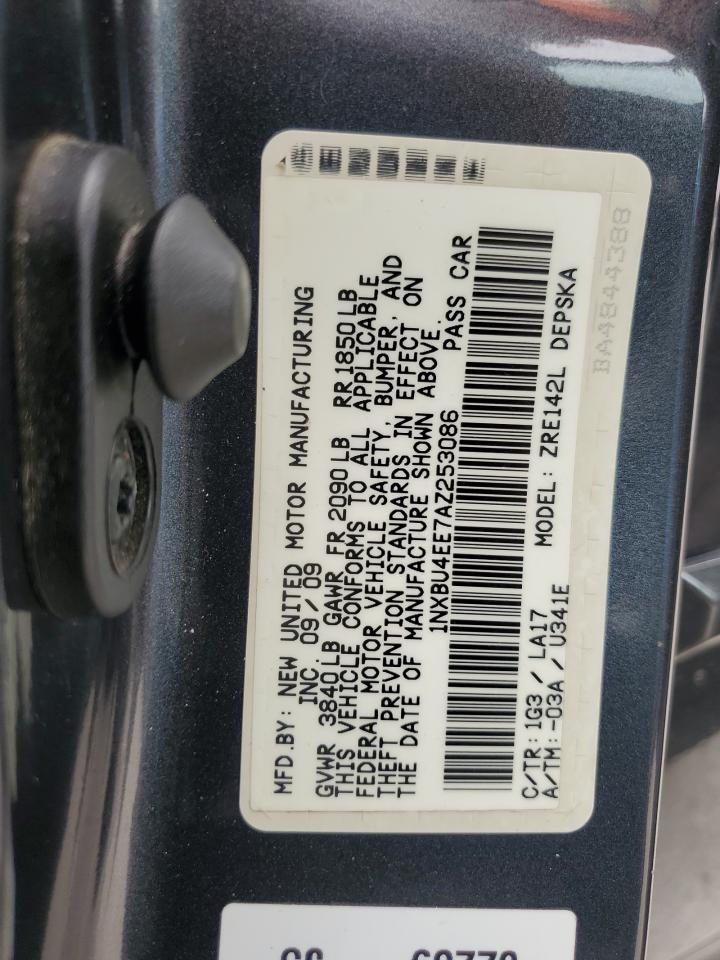 MFD.BY: NEW UNITED MOTOR MANUFACTURING
INC. 09/09
GVWR 3840LB GAWR FR 2090LB RR 1850LB
THIS VEHICLE CONFORMS TO ALL APPLICABLE
FEDERAL MOTOR VEHICLE SAFETY, BUMPER, AND
THEFT PREVENTION STANDARDS IN EFFECT ON
THE DATE OF MANUFACTURE SHOWN ABOVE.
1NXBU4EE7AZ253086 PASS CAR
C/TR: 1G3 / LA17 MODEL: ZRE142L DEPSKA
A/TM: -03A / U341E
BA4844388